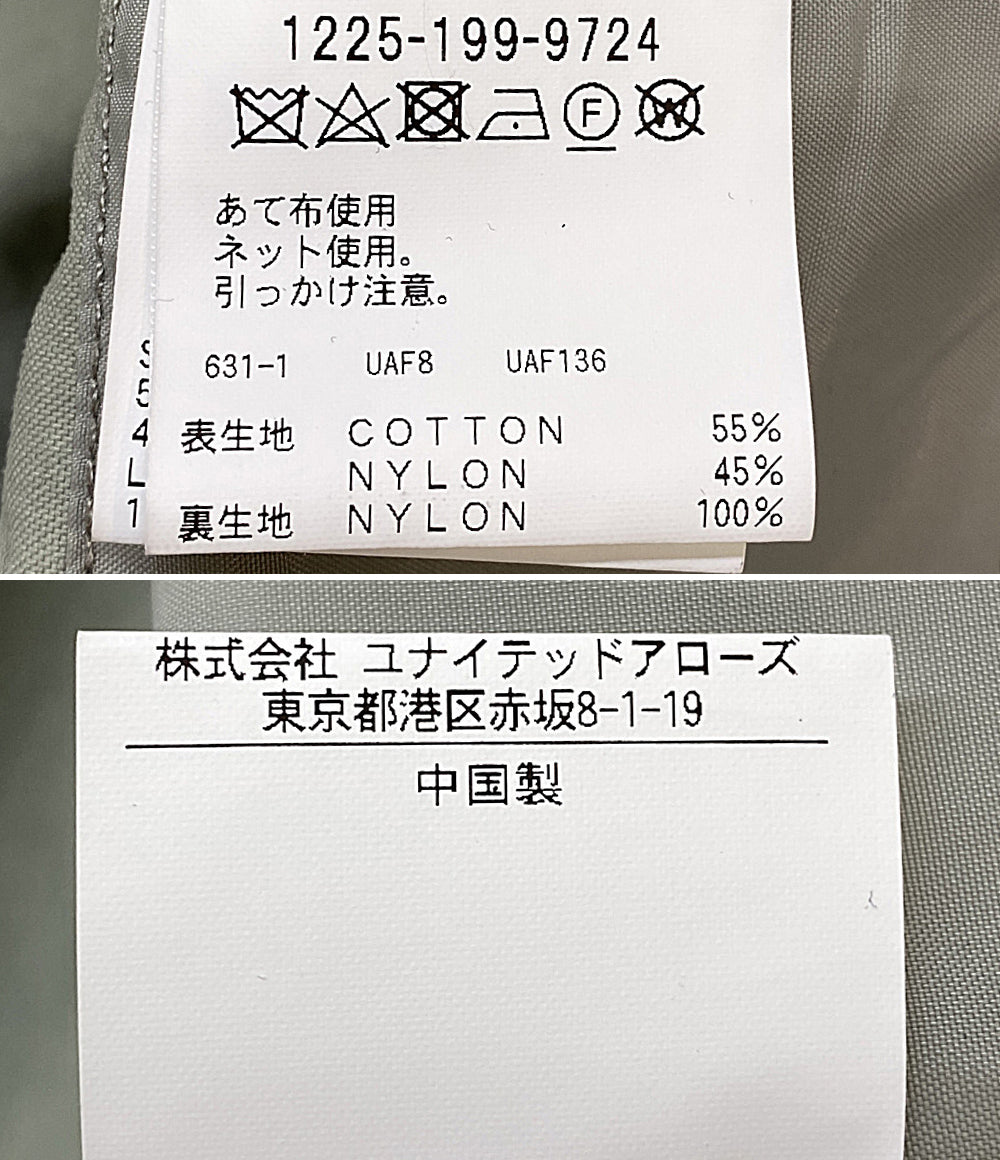 1225-199-9724
F
W
あて布使用
ネット使用。
引っかけ注意。
631-1 UAF8 UAF136
表生地 COTTON 55%
NYLON 45%
裏生地 NYLON 100%
S
5
4
L
1
株式会社 ユナイテッドアローズ
東京都港区赤坂8-1-19
中国製